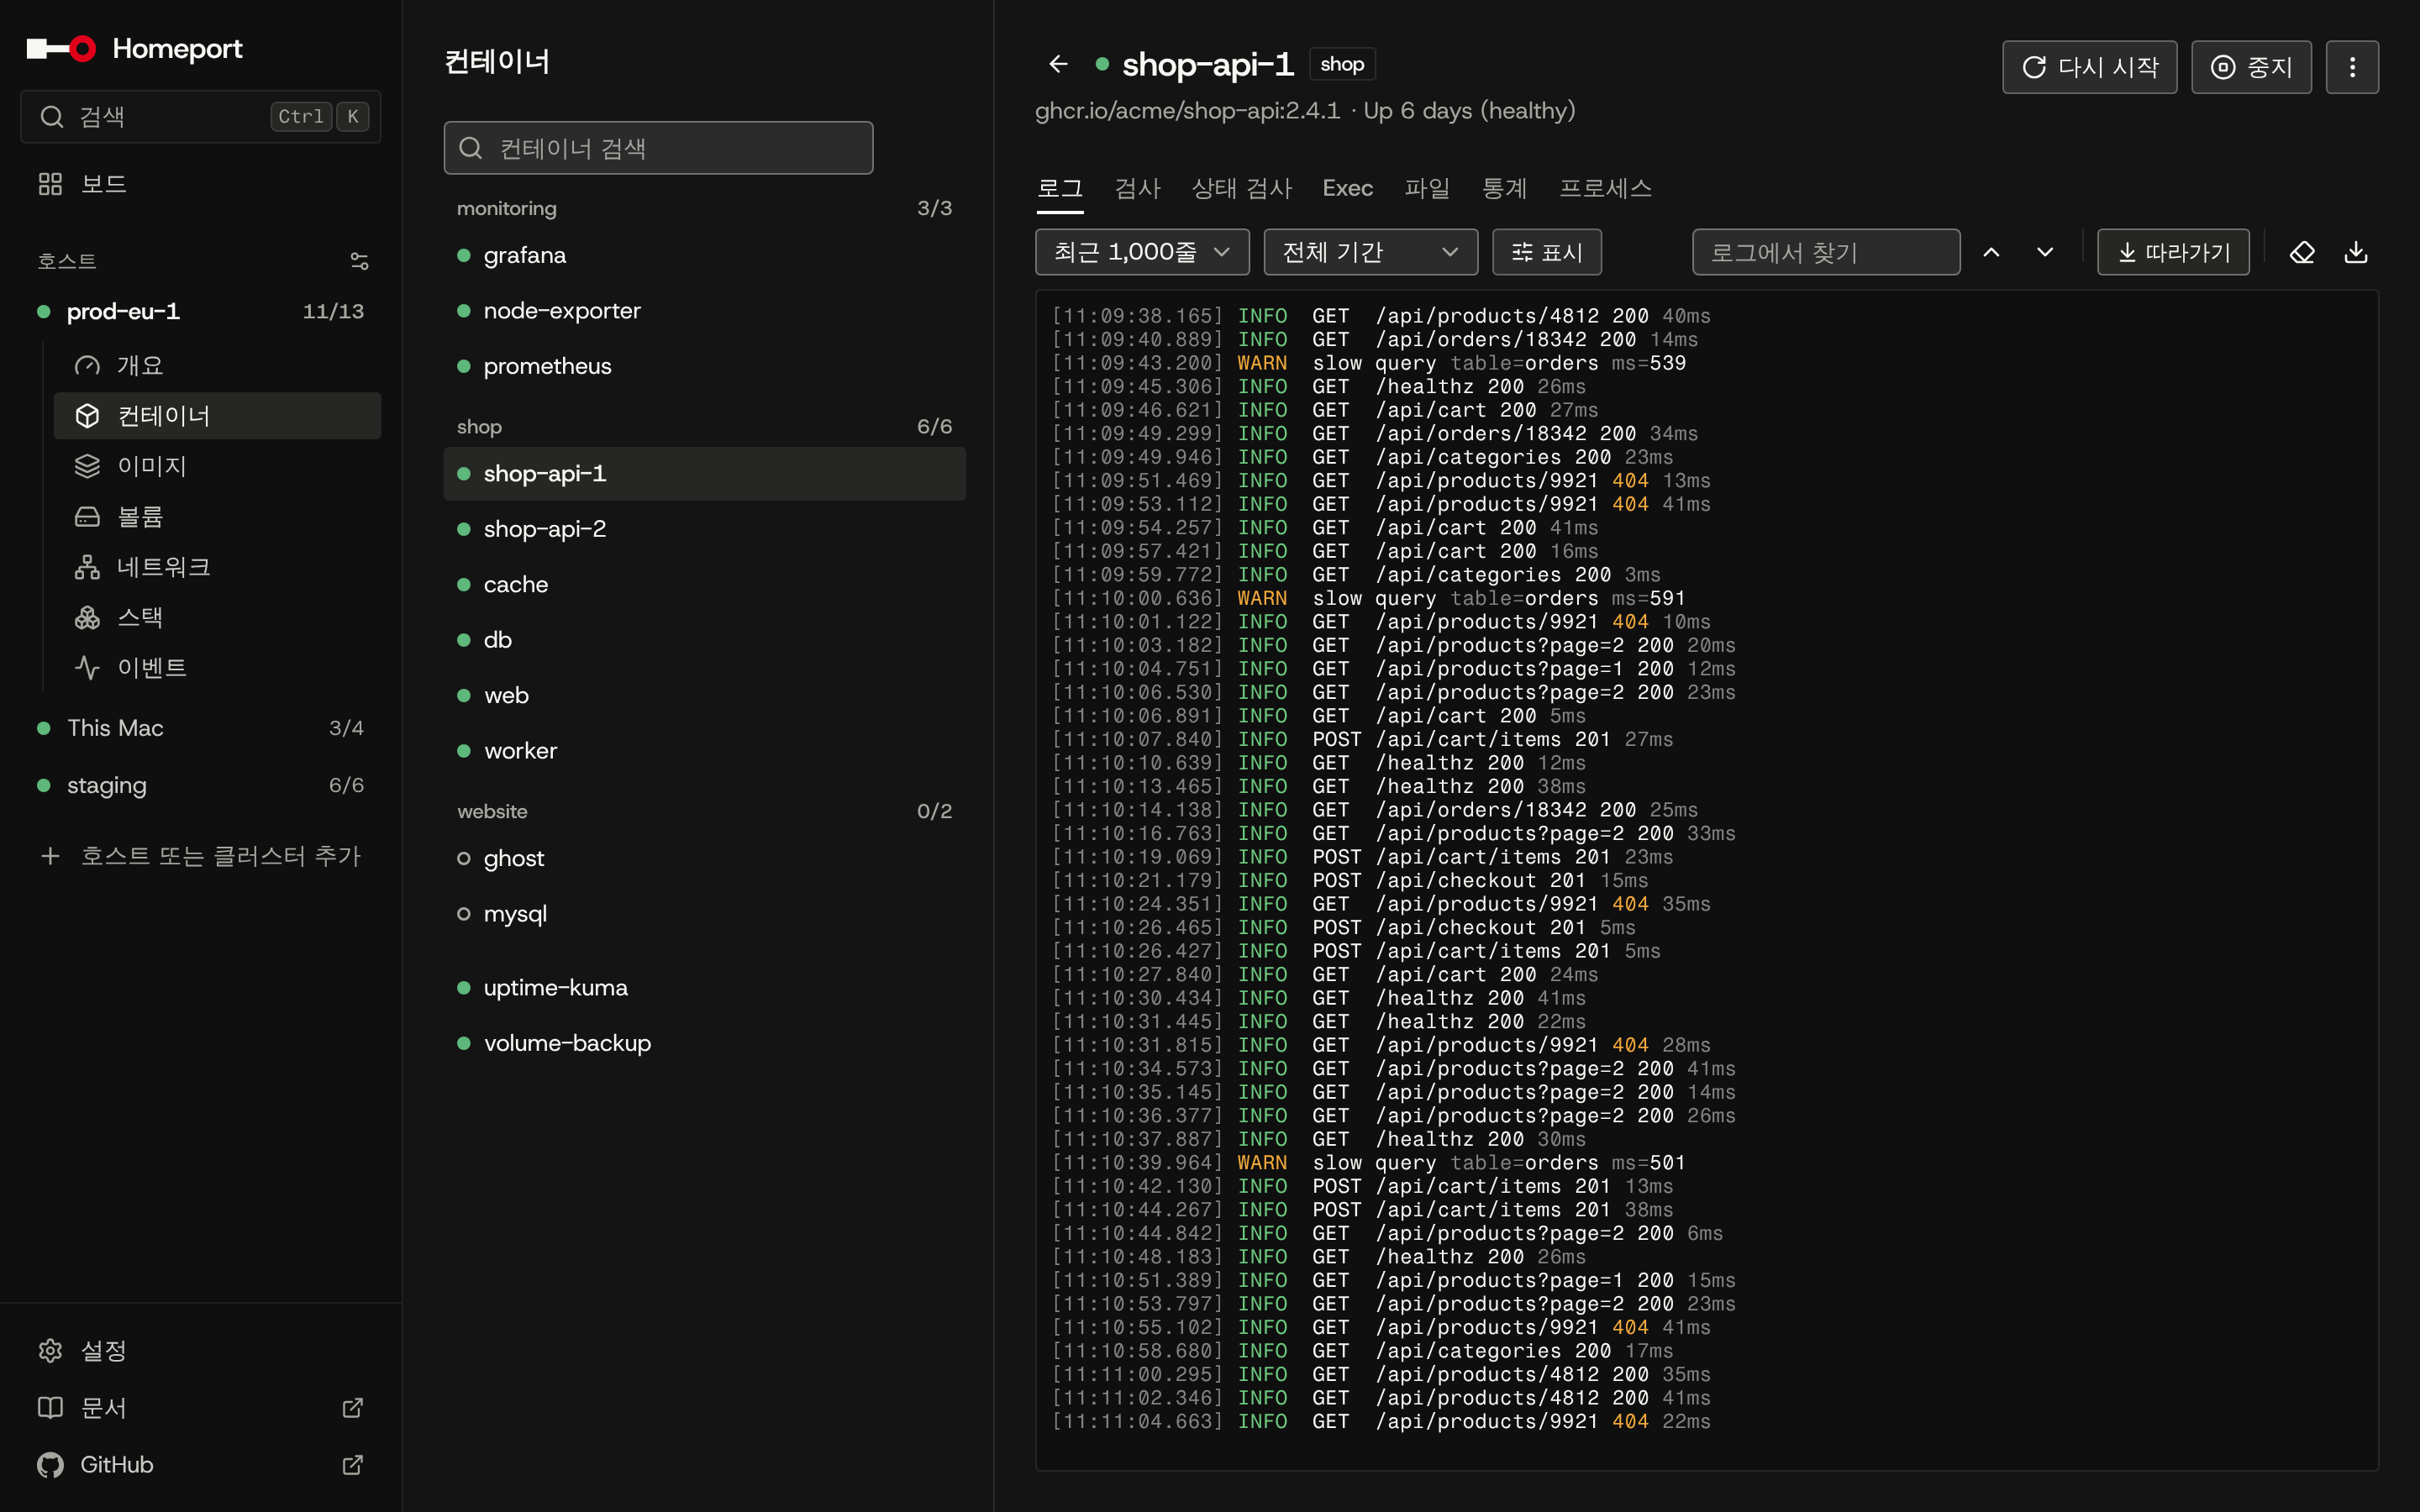 Homeport
검색 Ctrl K
보드
호스트
prod-eu-1 11/13
개요
컨테이너
이미지
볼륨
네트워크
스택
이벤트
This Mac 3/4
staging 6/6
호스트 또는 클러스터 추가
설정
문서
GitHub
컨테이너
컨테이너 검색
monitoring 3/3
grafana
node-exporter
prometheus
shop 6/6
shop-api-1
shop-api-2
cache
db
web
worker
website 0/2
ghost
mysql
uptime-kuma
volume-backup
shop-api-1 shop
다시 시작 중지
ghcr.io/acme/shop-api:2.4.1 · Up 6 days (healthy)
로그 검사 상태 검사 Exec 파일 통계 프로세스
최근 1,000줄 전체 기간 표시 로그에서 찾기 따라가기
[11:09:38.165] INFO GET /api/products/4812 200 40ms
[11:09:40.889] INFO GET /api/orders/18342 200 14ms
[11:09:43.200] WARN slow query table=orders ms=539
[11:09:45.306] INFO GET /healthz 200 26ms
[11:09:46.621] INFO GET /api/cart 200 27ms
[11:09:49.299] INFO GET /api/orders/18342 200 34ms
[11:09:49.946] INFO GET /api/categories 200 23ms
[11:09:51.469] INFO GET /api/products/9921 404 13ms
[11:09:53.112] INFO GET /api/products/9921 404 41ms
[11:09:54.257] INFO GET /api/cart 200 41ms
[11:09:57.421] INFO GET /api/cart 200 16ms
[11:09:59.772] INFO GET /api/categories 200 3ms
[11:10:00.636] WARN slow query table=orders ms=591
[11:10:01.122] INFO GET /api/products/9921 404 10ms
[11:10:03.182] INFO GET /api/products?page=2 200 20ms
[11:10:04.751] INFO GET /api/products?page=1 200 12ms
[11:10:06.530] INFO GET /api/products?page=2 200 23ms
[11:10:06.891] INFO GET /api/cart 200 5ms
[11:10:07.840] INFO POST /api/cart/items 201 27ms
[11:10:10.639] INFO GET /healthz 200 12ms
[11:10:13.465] INFO GET /healthz 200 38ms
[11:10:14.138] INFO GET /api/orders/18342 200 25ms
[11:10:16.763] INFO GET /api/products?page=2 200 33ms
[11:10:19.069] INFO POST /api/cart/items 201 23ms
[11:10:21.179] INFO POST /api/checkout 201 15ms
[11:10:24.351] INFO GET /api/products/9921 404 35ms
[11:10:26.465] INFO POST /api/checkout 201 5ms
[11:10:26.427] INFO POST /api/cart/items 201 5ms
[11:10:27.840] INFO GET /api/cart 200 24ms
[11:10:30.434] INFO GET /healthz 200 41ms
[11:10:31.445] INFO GET /healthz 200 22ms
[11:10:31.815] INFO GET /api/products/9921 404 28ms
[11:10:34.573] INFO GET /api/products?page=2 200 41ms
[11:10:35.145] INFO GET /api/products?page=2 200 14ms
[11:10:36.377] INFO GET /api/products?page=2 200 26ms
[11:10:37.887] INFO GET /healthz 200 30ms
[11:10:39.964] WARN slow query table=orders ms=501
[11:10:42.130] INFO POST /api/cart/items 201 13ms
[11:10:44.267] INFO POST /api/cart/items 201 38ms
[11:10:44.842] INFO GET /api/products?page=2 200 6ms
[11:10:48.183] INFO GET /healthz 200 26ms
[11:10:51.389] INFO GET /api/products?page=1 200 15ms
[11:10:53.797] INFO GET /api/products?page=2 200 23ms
[11:10:55.102] INFO GET /api/products/9921 404 41ms
[11:10:58.680] INFO GET /api/categories 200 17ms
[11:11:00.295] INFO GET /api/products/4812 200 35ms
[11:11:02.346] INFO GET /api/products/4812 200 41ms
[11:11:04.663] INFO GET /api/products/9921 404 22ms